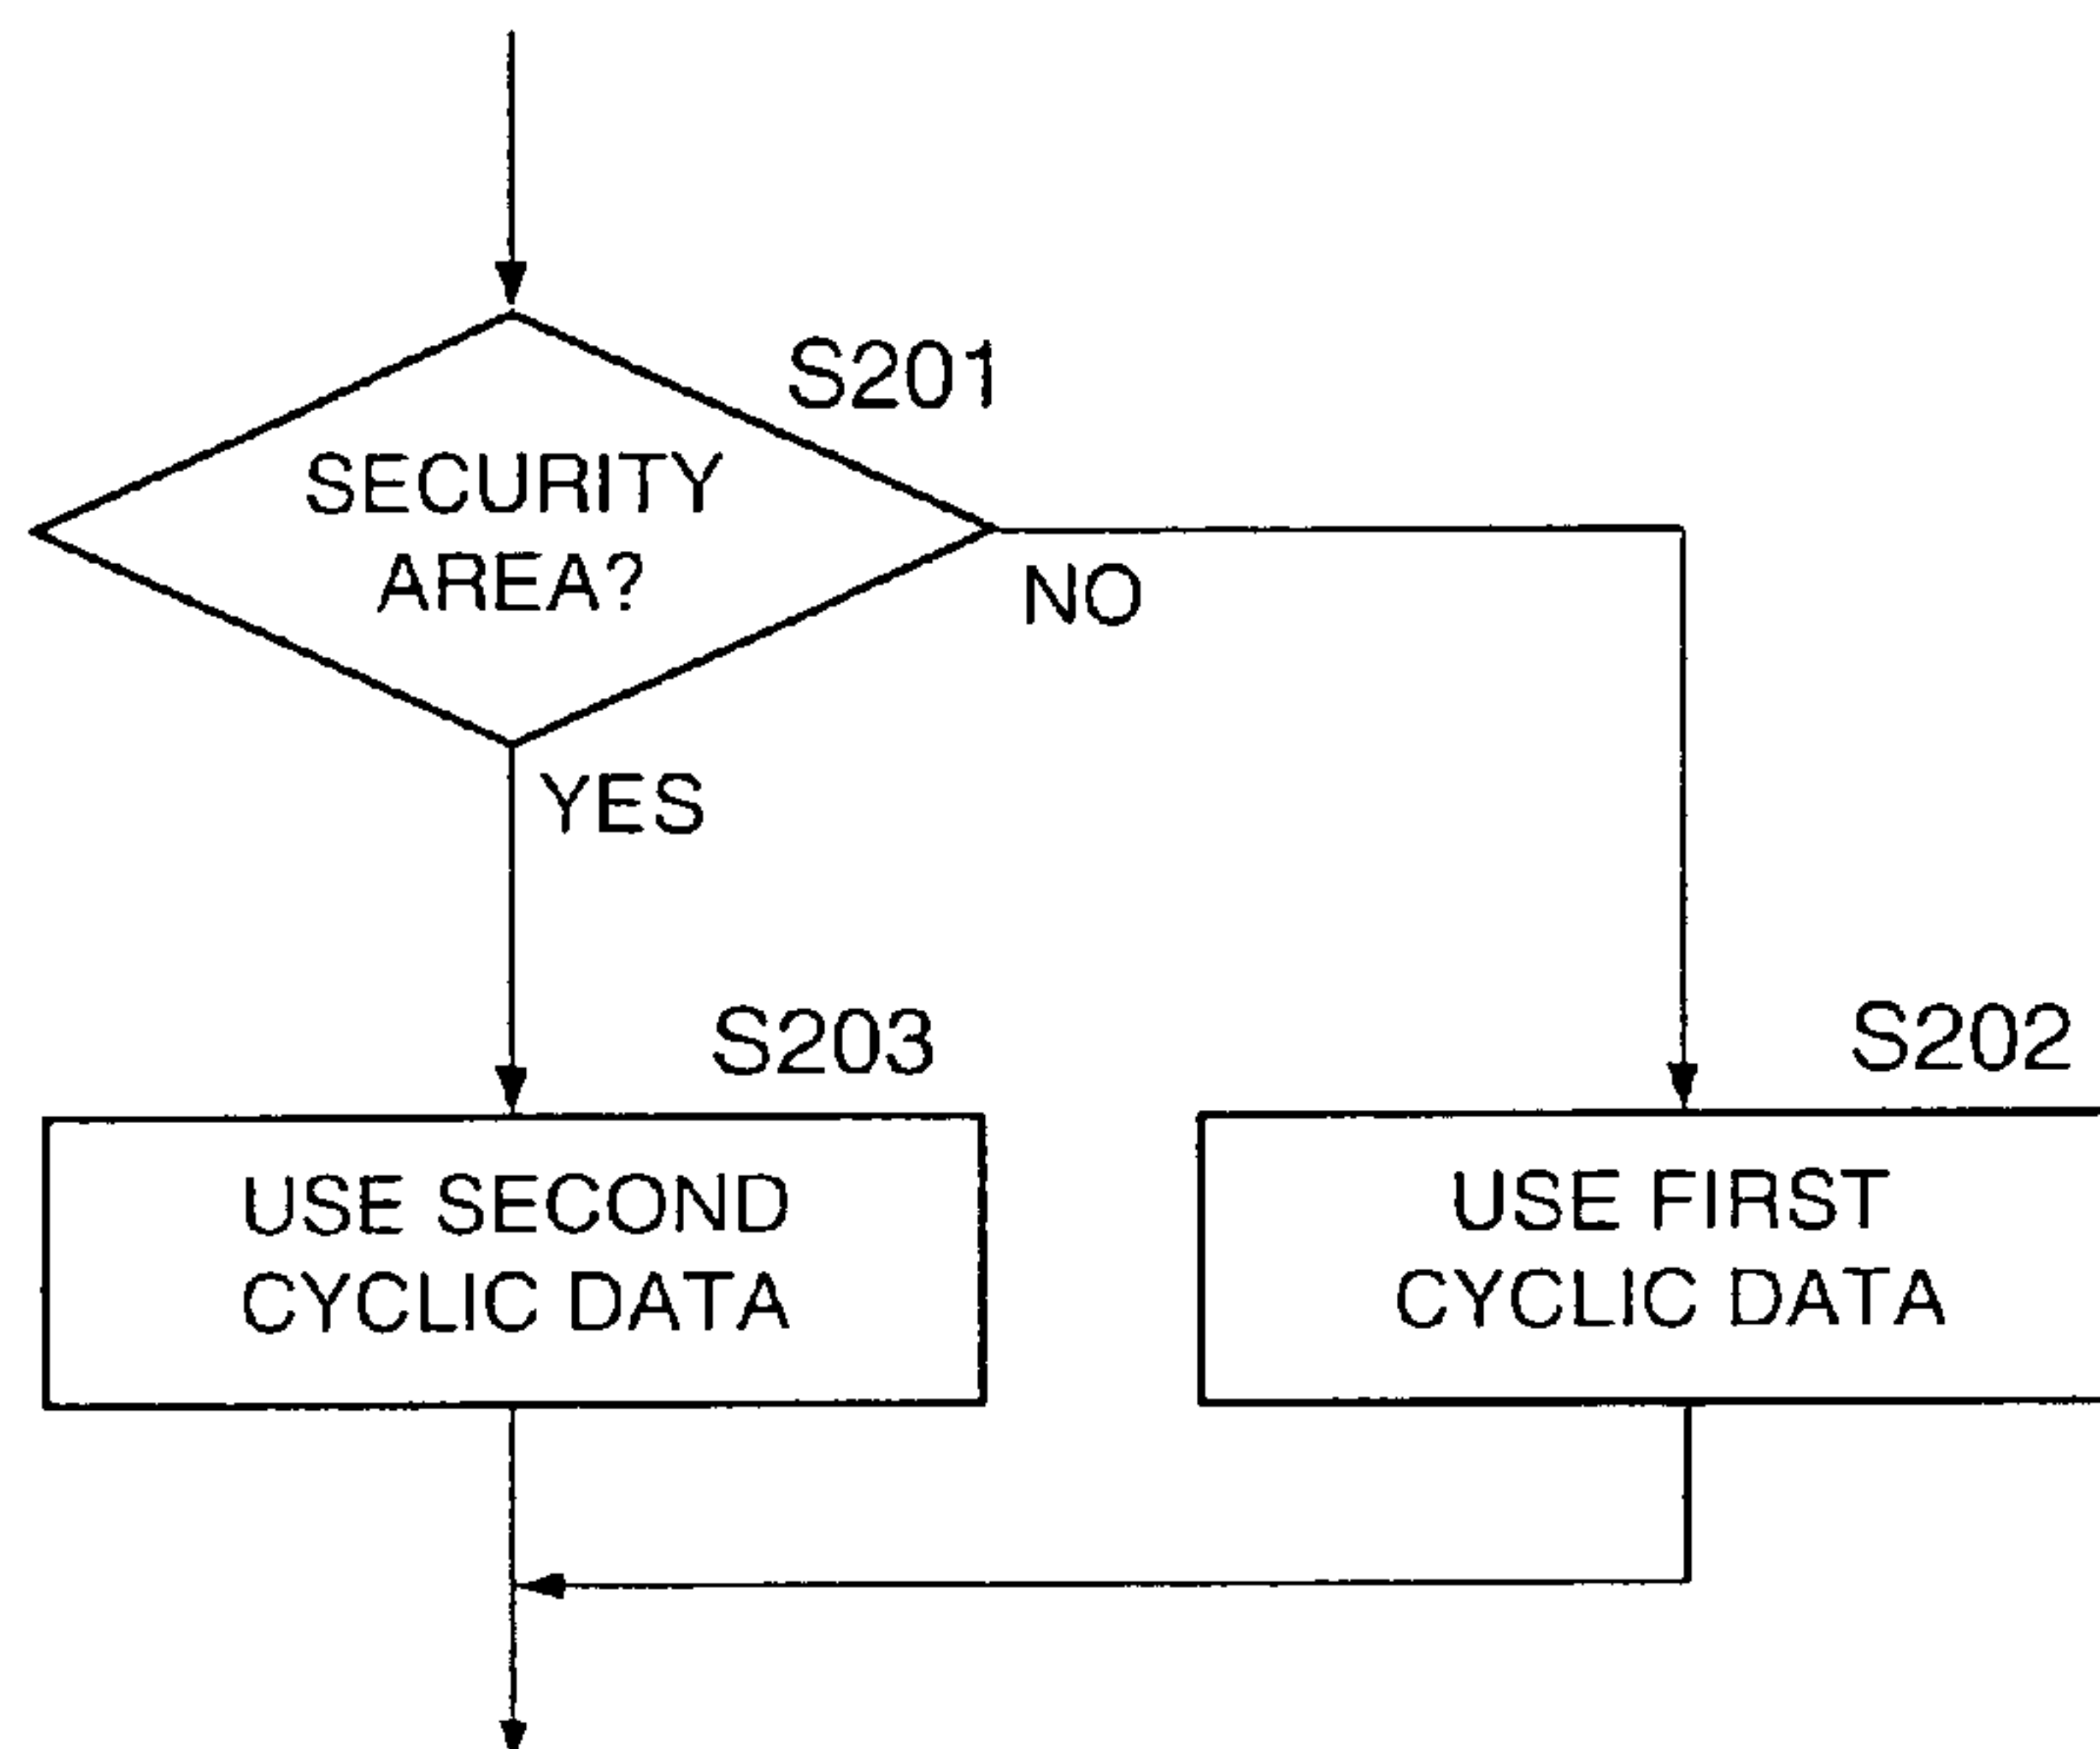 S201
SECURITY
AREA?
NO
YES
S203
S202
USE SECOND
CYCLIC DATA
USE FIRST
CYCLIC DATA